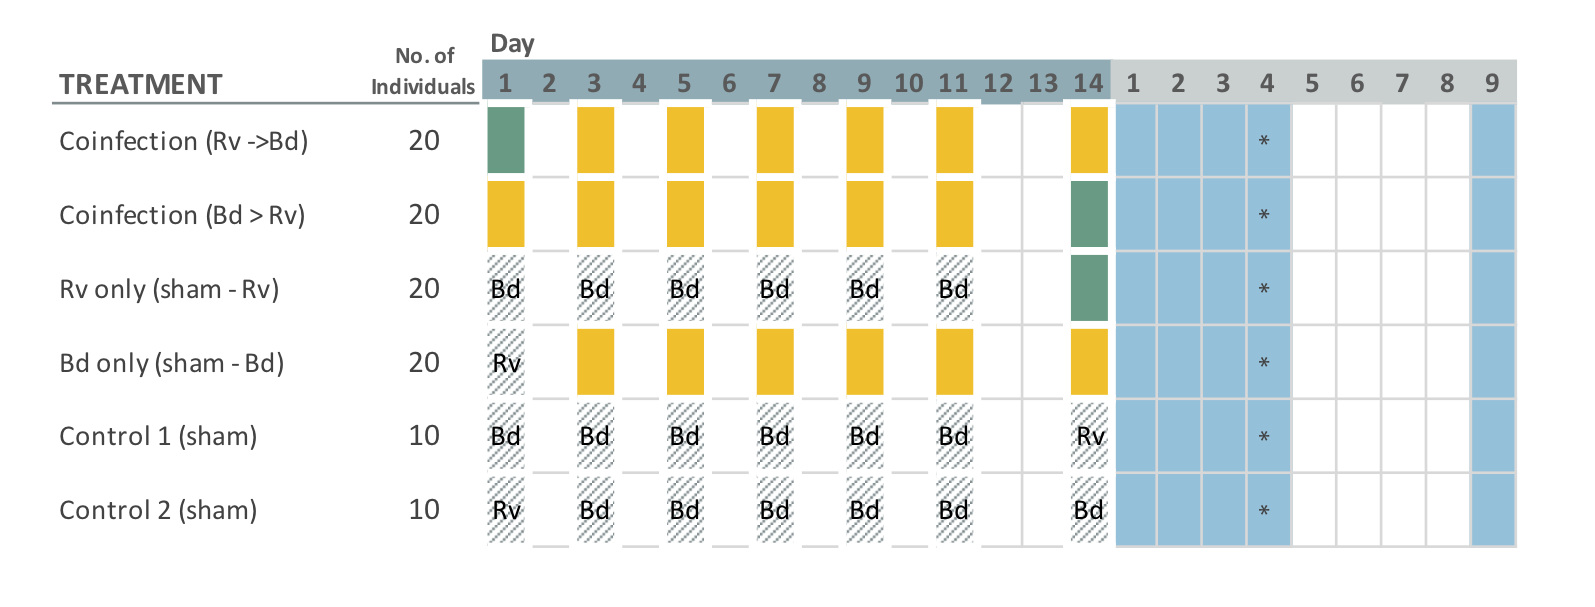 Day
No. of
TREATMENT Individuals 1 2 3 4 5 6 7 8 9 10 11 12 13 14 1 2 3 4 5 6 7 8 9
Coinfection (Rv ->Bd) 20 *
Coinfection (Bd > Rv) 20 *
Rv only (sham - Rv) 20 Bd Bd Bd Bd Bd Bd *
Bd only (sham - Bd) 20 Rv *
Control 1 (sham) 10 Bd Bd Bd Bd Bd Bd Rv *
Control 2 (sham) 10 Rv Bd Bd Bd Bd Bd Bd *